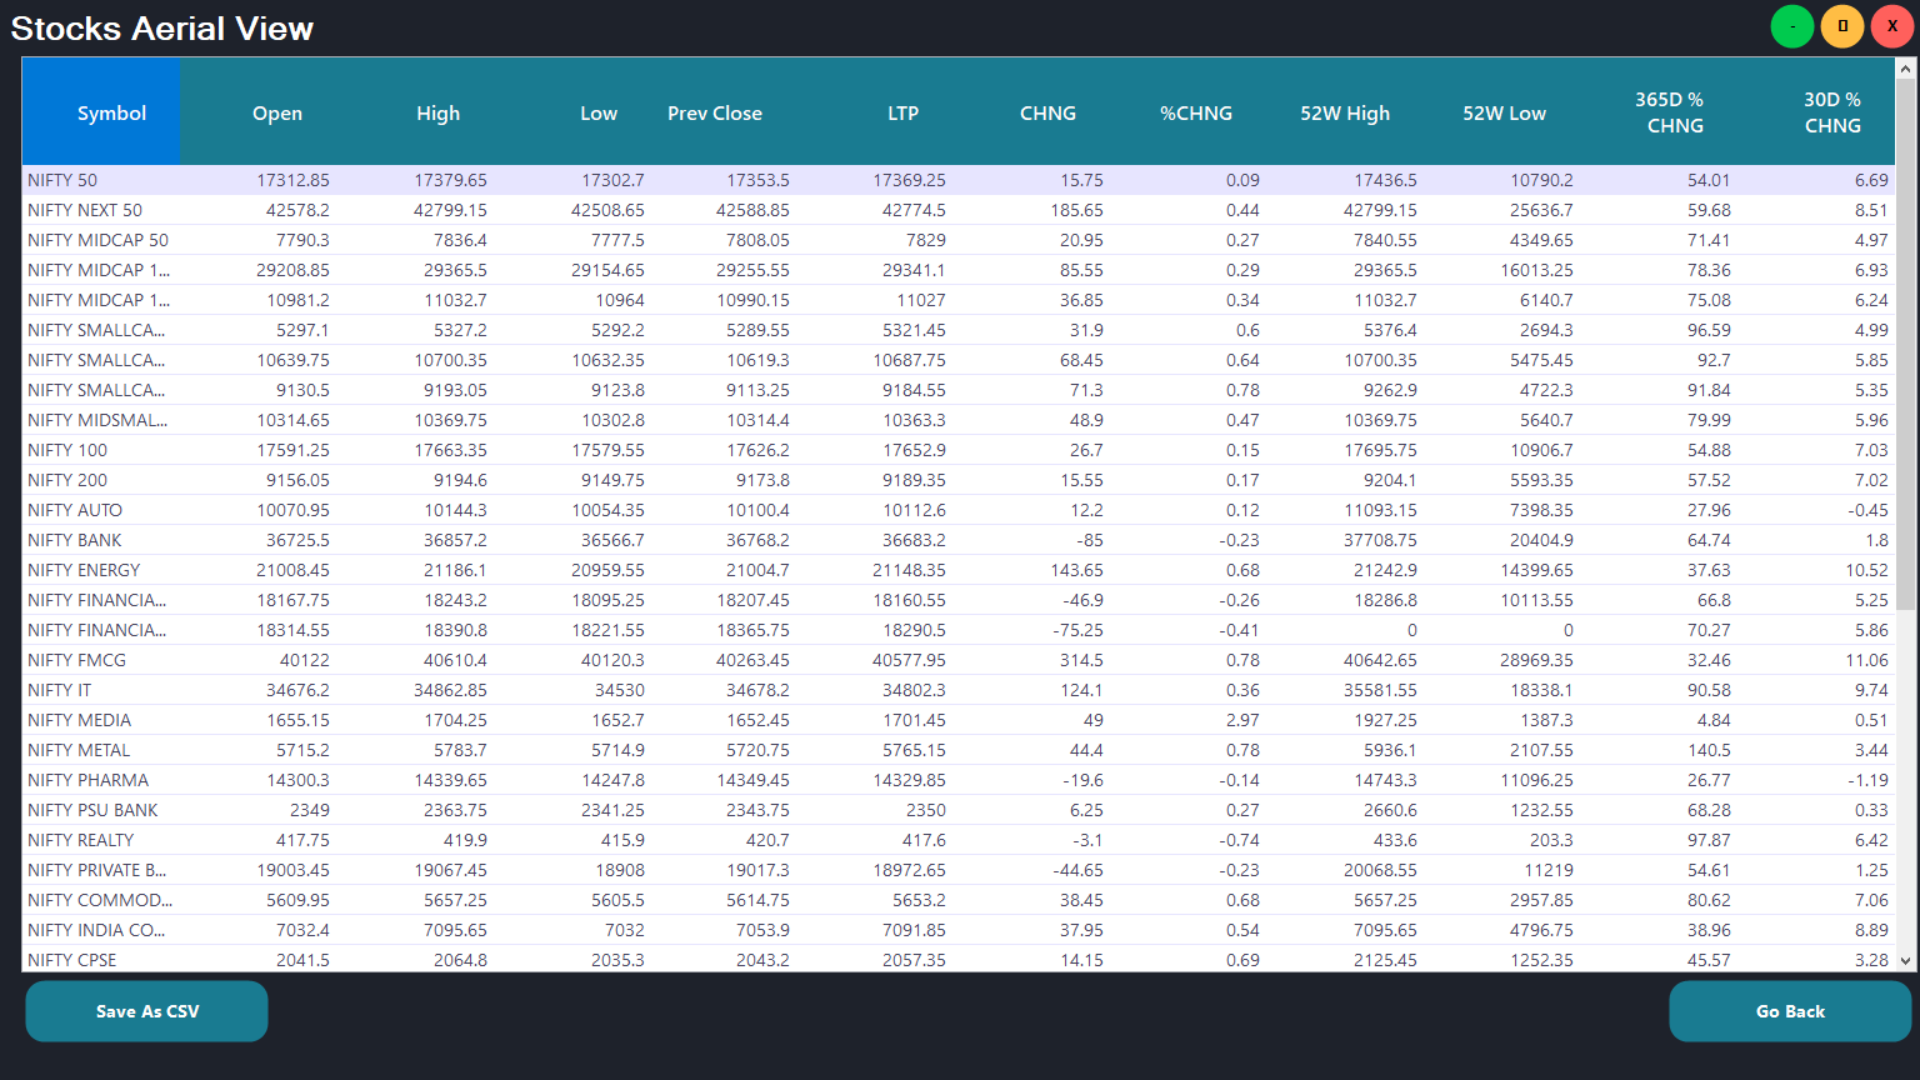 Stocks Aerial View
- 0 X
Symbol Open High Low Prev Close LTP CHNG %CHNG 52W High 52W Low 365D % CHNG 30D % CHNG
NIFTY 50 17312.85 17379.65 17302.7 17353.5 17369.25 15.75 0.09 17436.5 10790.2 54.01 6.69
NIFTY NEXT 50 42578.2 42799.15 42508.65 42588.85 42774.5 185.65 0.44 42799.15 25636.7 59.68 8.51
NIFTY MIDCAP 50 7790.3 7836.4 7777.5 7808.05 7829 20.95 0.27 7840.55 4349.65 71.41 4.97
NIFTY MIDCAP 1... 29208.85 29365.5 29154.65 29255.55 29341.1 85.55 0.29 29365.5 16013.25 78.36 6.93
NIFTY MIDCAP 1... 10981.2 11032.7 10964 10990.15 11027 36.85 0.34 11032.7 6140.7 75.08 6.24
NIFTY SMALLCA... 5297.1 5327.2 5292.2 5289.55 5321.45 31.9 0.6 5376.4 2694.3 96.59 4.99
NIFTY SMALLCA... 10639.75 10700.35 10632.35 10619.3 10687.75 68.45 0.64 10700.35 5475.45 92.7 5.85
NIFTY SMALLCA... 9130.5 9193.05 9123.8 9113.25 9184.55 71.3 0.78 9262.9 4722.3 91.84 5.35
NIFTY MIDSMAL... 10314.65 10369.75 10302.8 10314.4 10363.3 48.9 0.47 10369.75 5640.7 79.99 5.96
NIFTY 100 17591.25 17663.35 17579.55 17626.2 17652.9 26.7 0.15 17695.75 10906.7 54.88 7.03
NIFTY 200 9156.05 9194.6 9149.75 9173.8 9189.35 15.55 0.17 9204.1 5593.35 57.52 7.02
NIFTY AUTO 10070.95 10144.3 10054.35 10100.4 10112.6 12.2 0.12 11093.15 7398.35 27.96 -0.45
NIFTY BANK 36725.5 36857.2 36566.7 36768.2 36683.2 -85 -0.23 37708.75 20404.9 64.74 1.8
NIFTY ENERGY 21008.45 21186.1 20959.55 21004.7 21148.35 143.65 0.68 21242.9 14399.65 37.63 10.52
NIFTY FINANCIA... 18167.75 18243.2 18095.25 18207.45 18160.55 -46.9 -0.26 18286.8 10113.55 66.8 5.25
NIFTY FINANCIA... 18314.55 18390.8 18221.55 18365.75 18290.5 -75.25 -0.41 0 0 70.27 5.86
NIFTY FMCG 40122 40610.4 40120.3 40263.45 40577.95 314.5 0.78 40642.65 28969.35 32.46 11.06
NIFTY IT 34676.2 34862.85 34530 34678.2 34802.3 124.1 0.36 35581.55 18338.1 90.58 9.74
NIFTY MEDIA 1655.15 1704.25 1652.7 1652.45 1701.45 49 2.97 1927.25 1387.3 4.84 0.51
NIFTY METAL 5715.2 5783.7 5714.9 5720.75 5765.15 44.4 0.78 5936.1 2107.55 140.5 3.44
NIFTY PHARMA 14300.3 14339.65 14247.8 14349.45 14329.85 -19.6 -0.14 14743.3 11096.25 26.77 -1.19
NIFTY PSU BANK 2349 2363.75 2341.25 2343.75 2350 6.25 0.27 2660.6 1232.55 68.28 0.33
NIFTY REALTY 417.75 419.9 415.9 420.7 417.6 -3.1 -0.74 433.6 203.3 97.87 6.42
NIFTY PRIVATE B... 19003.45 19067.45 18908 19017.3 18972.65 -44.65 -0.23 20068.55 11219 54.61 1.25
NIFTY COMMOD... 5609.95 5657.25 5605.5 5614.75 5653.2 38.45 0.68 5657.25 2957.85 80.62 7.06
NIFTY INDIA CO... 7032.4 7095.65 7032 7053.9 7091.85 37.95 0.54 7095.65 4796.75 38.96 8.89
NIFTY CPSE 2041.5 2064.8 2035.3 2043.2 2057.35 14.15 0.69 2125.45 1252.35 45.57 3.28
Save As CSV
Go Back